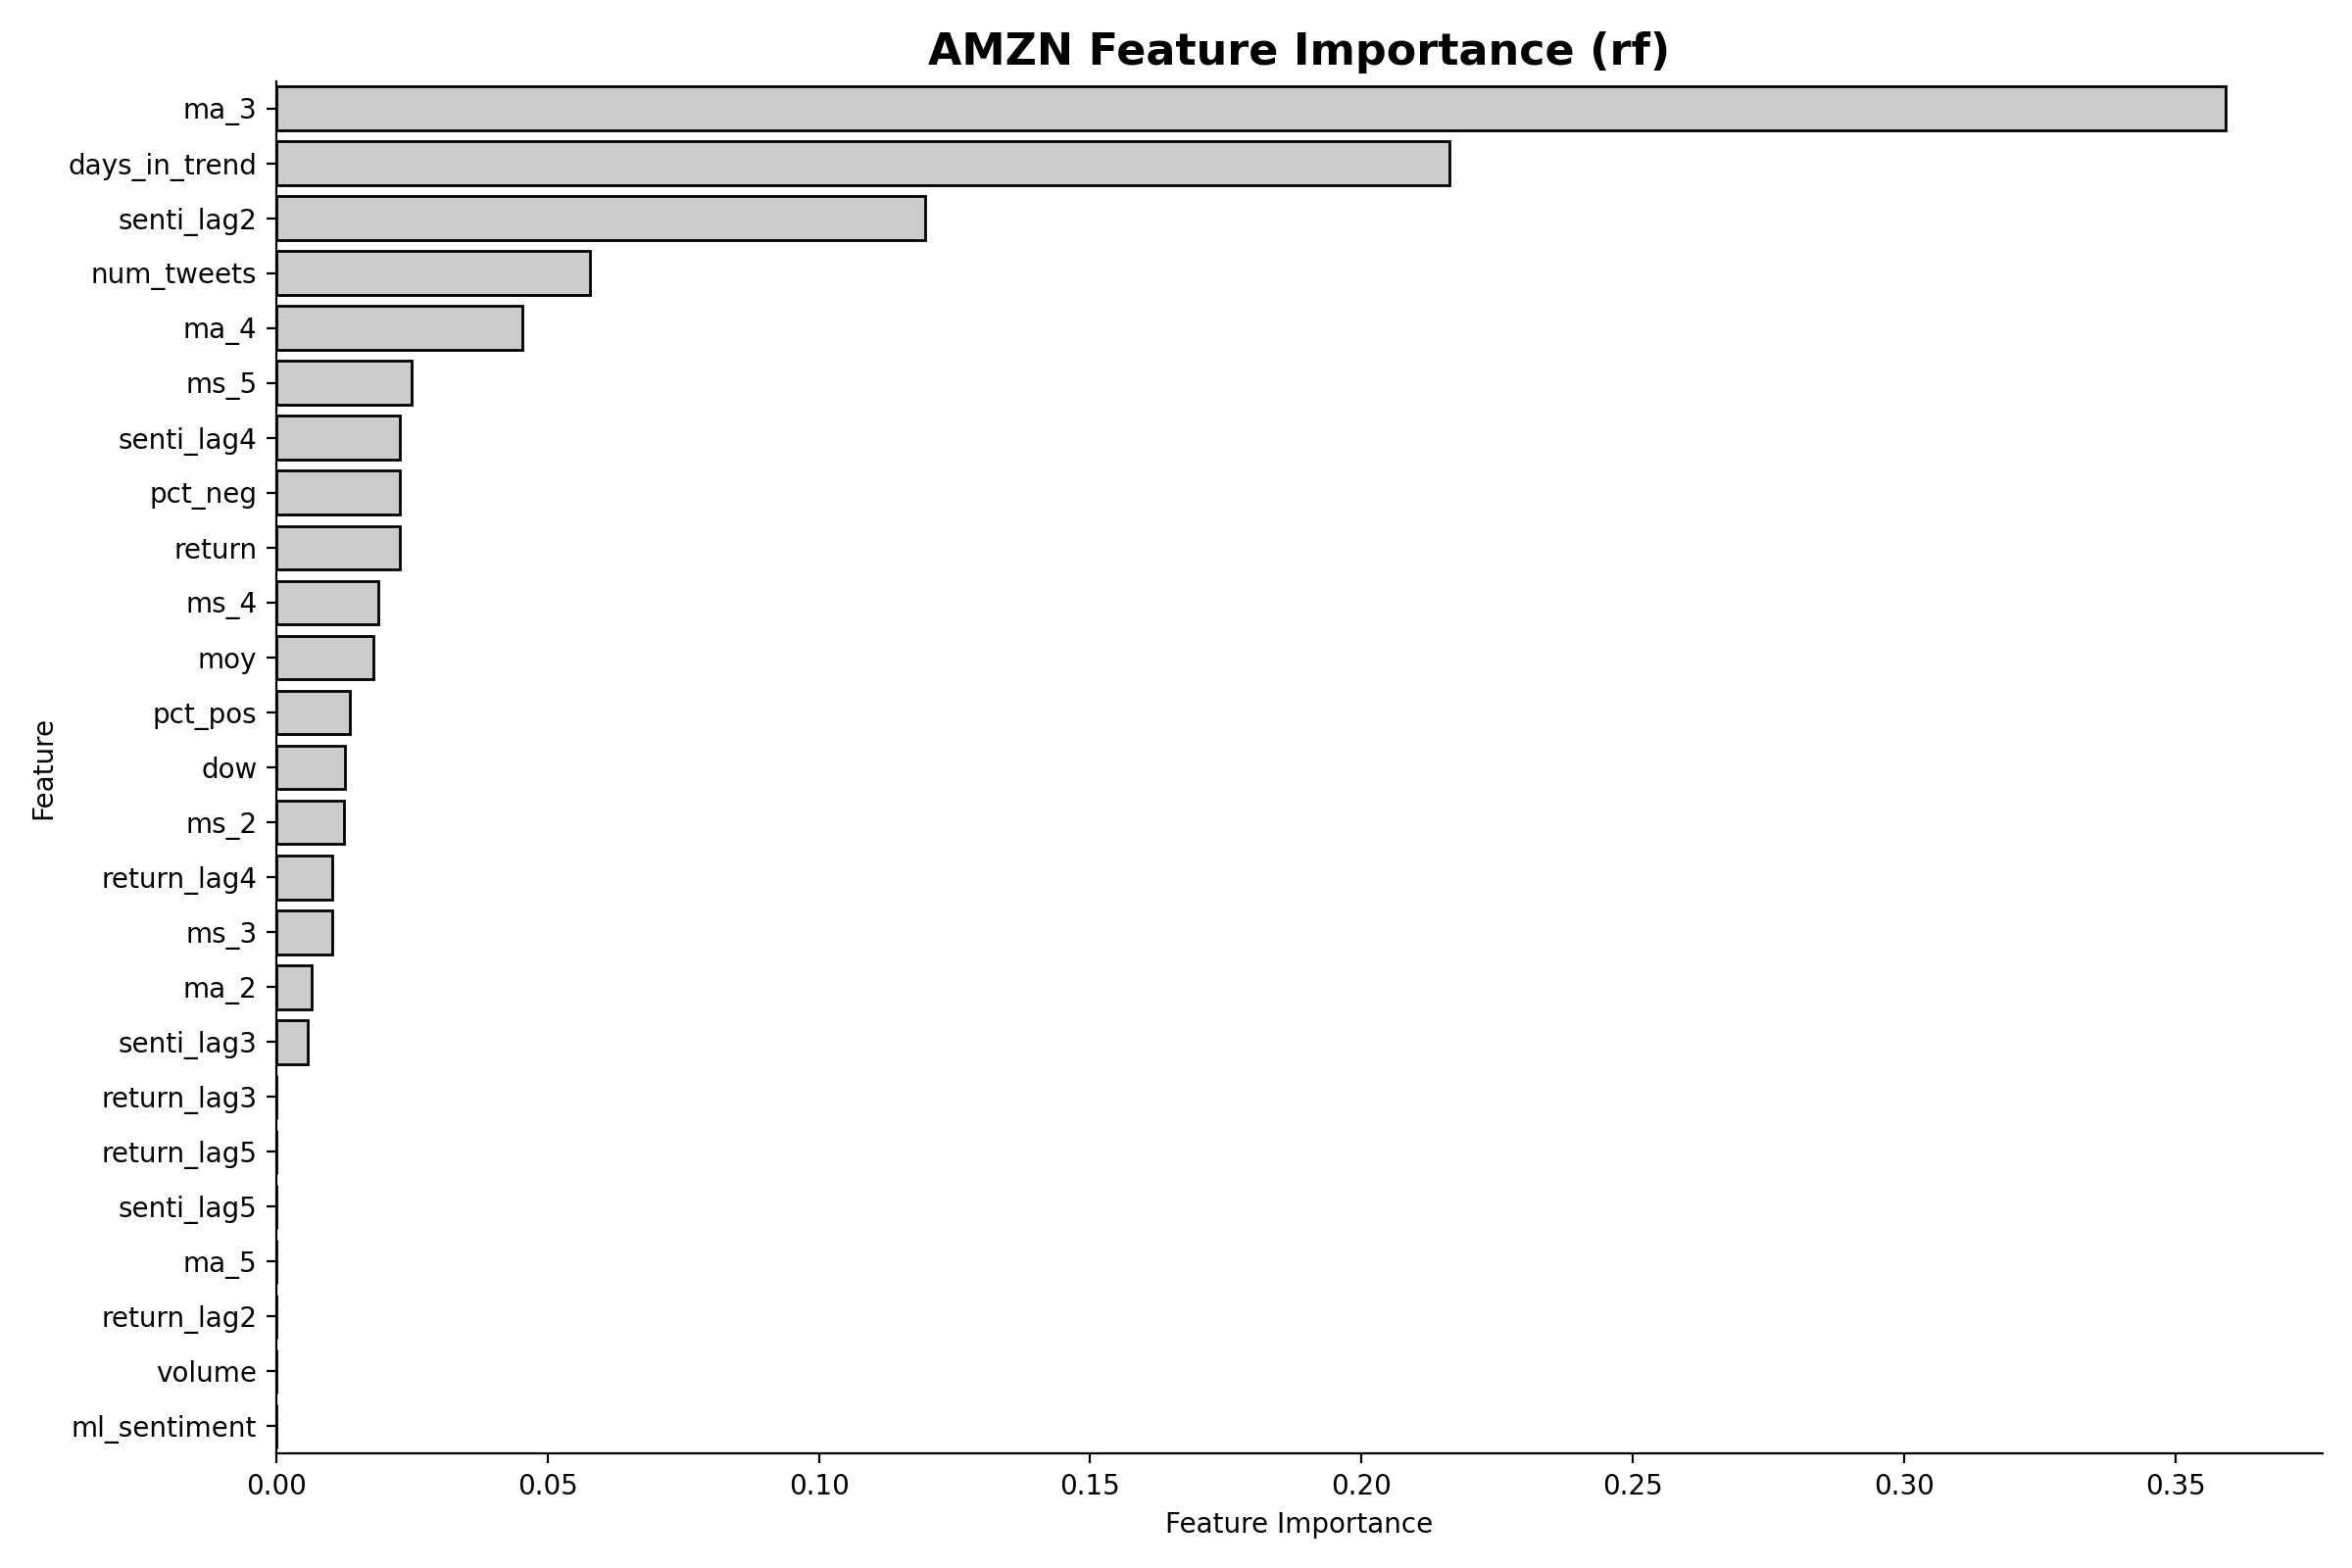 AMZN Feature Importance (rf)
ma_3
days_in_trend
senti_lag2
num_tweets
ma_4
ms_5
senti_lag4
pct_neg
return
ms_4
moy
pct_pos
dow
ms_2
return_lag4
ms_3
ma_2
senti_lag3
return_lag3
return_lag5
senti_lag5
ma_5
return_lag2
volume
ml_sentiment
Feature
0.00 0.05 0.10 0.15 0.20 0.25 0.30 0.35
Feature Importance